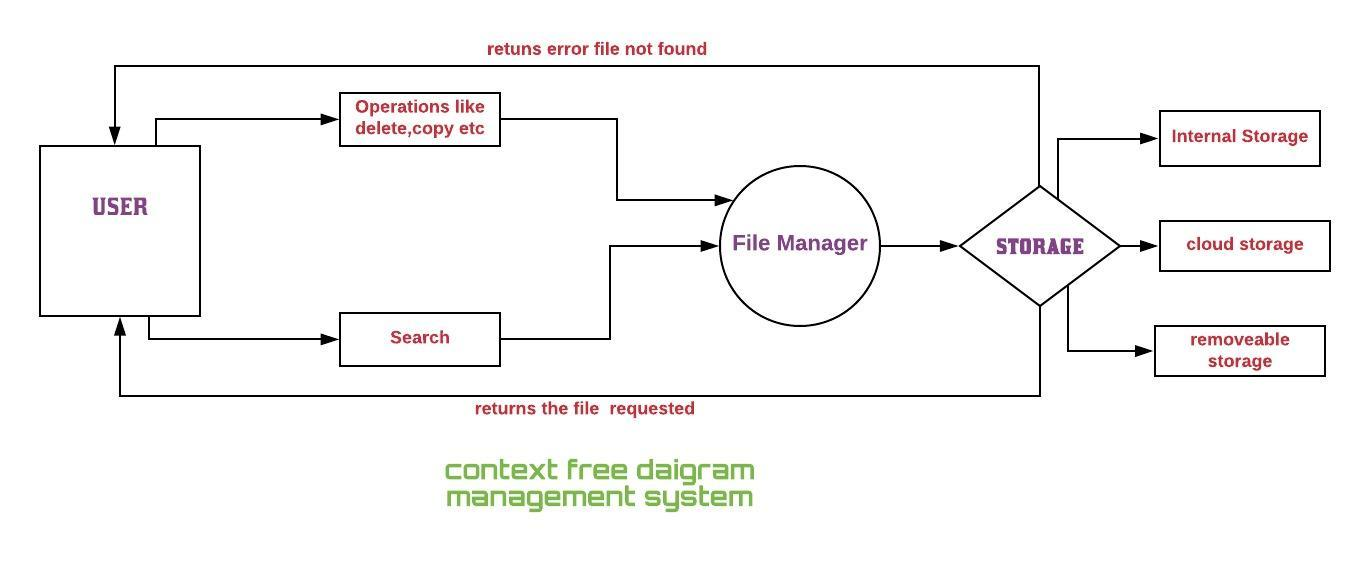 retuns error file not found
Operations like
delete,copy etc
Internal Storage
USER
File Manager
STORAGE
cloud storage
Search
removeable
storage
returns the file  requested
context free daigram
management system